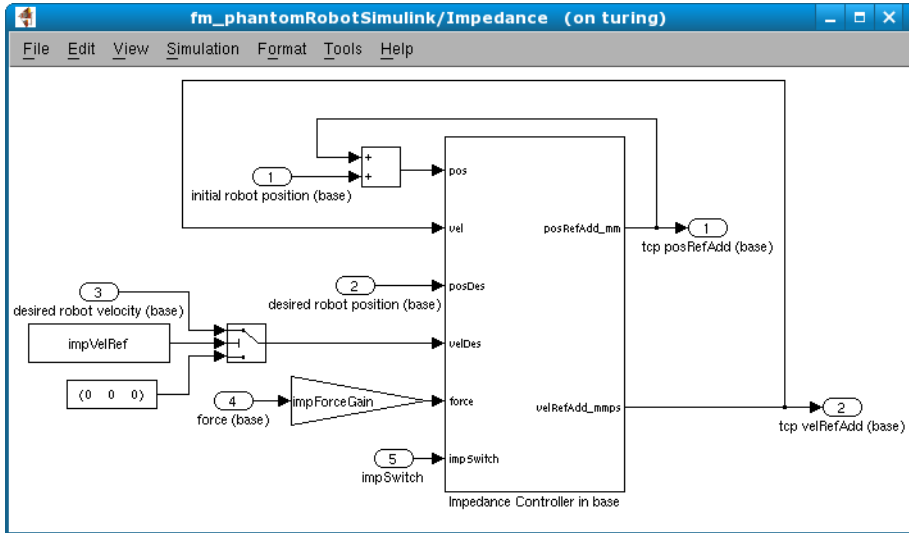 fm_phantomRobotSimulink/Impedance (on turing)
File Edit View Simulation Format Tools Help
1
+
+
initial robot position (base)
pos
vel
posRefAdd_mm
1
tcp posRefAdd (base)
2
desired robot position (base)
posDes
3
desired robot velocity (base)
impVelRef
velDes
(0 0 0)
4
force (base)
impForceGain
force
velRefAdd_mmps
2
tcp velRefAdd (base)
5
impSwitch
impSwitch
Impedance Controller in base